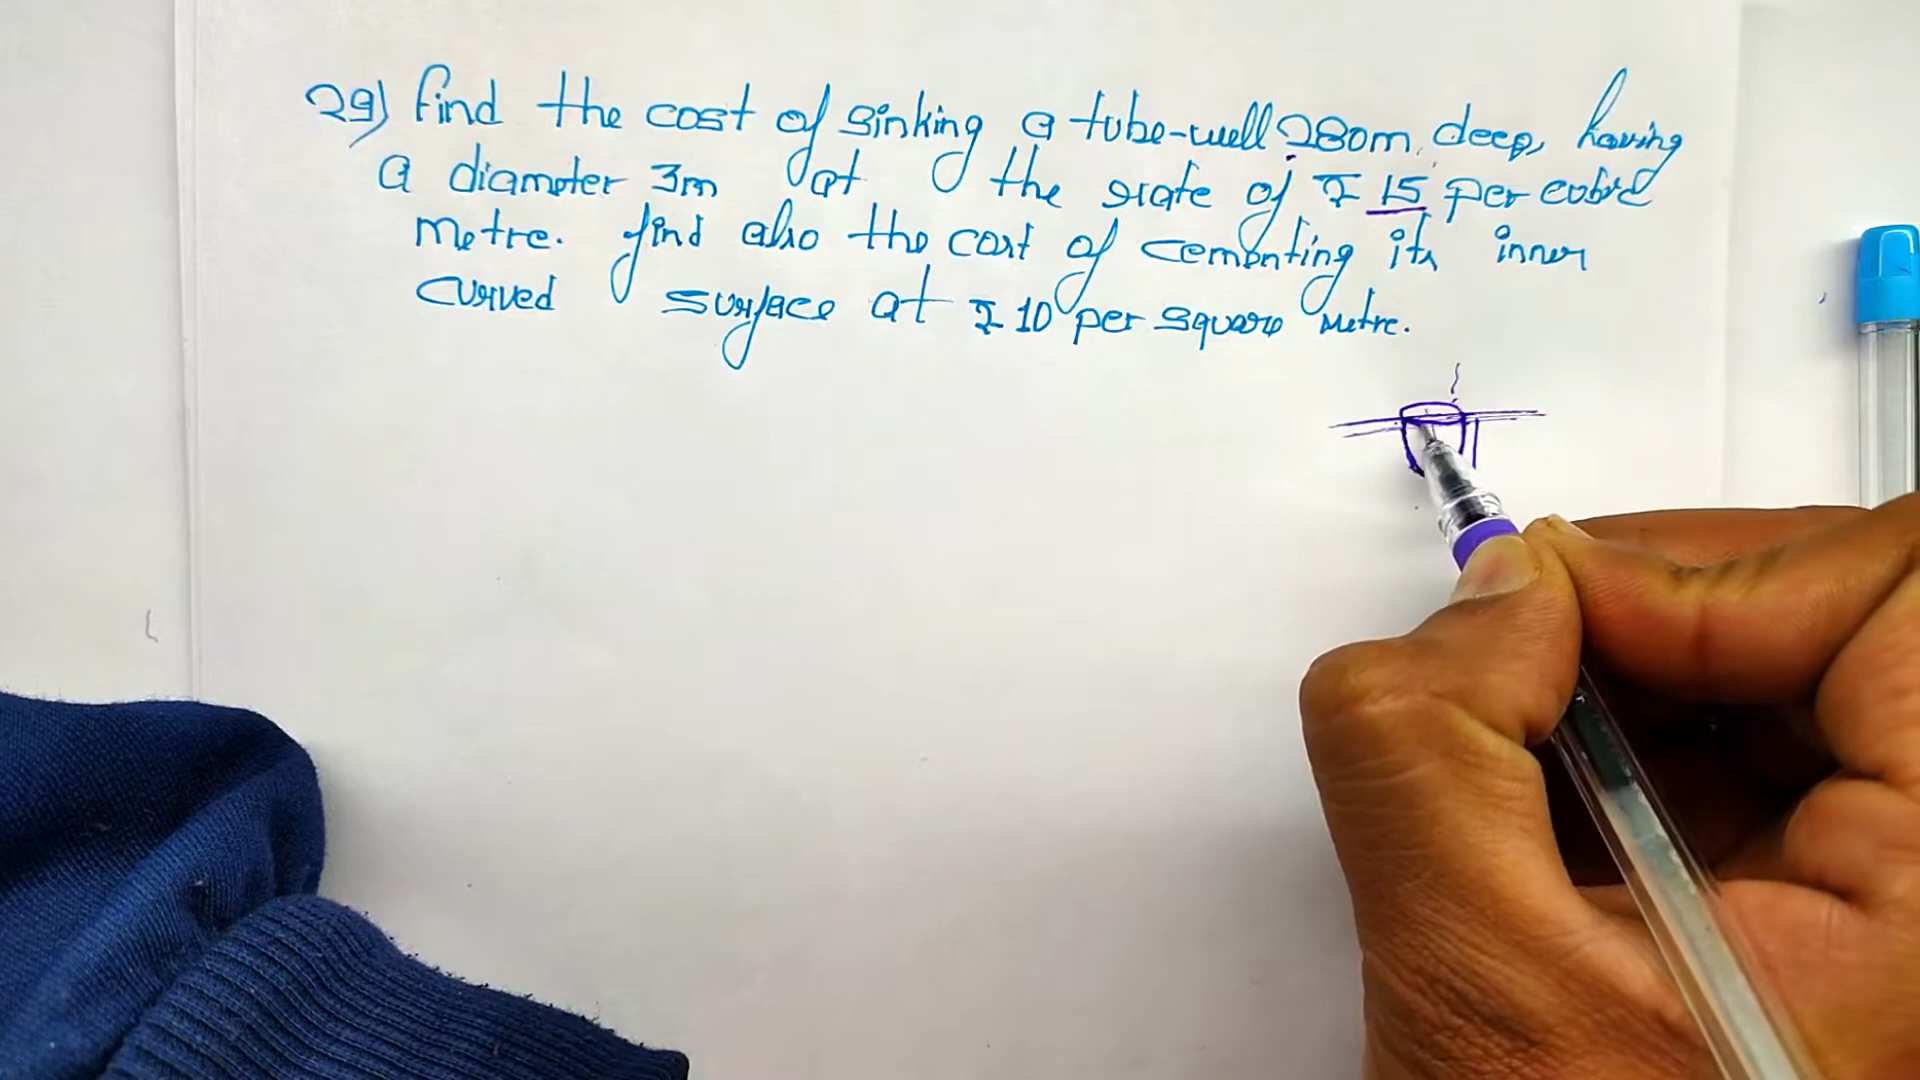 29) find the cost of sinking a tube-well 280m deep, having
a diameter 3m at the rate of ₹ 15 per cubic
Metre. find also the cost of cementing its inner
curved surface at ₹ 10 per square metre.